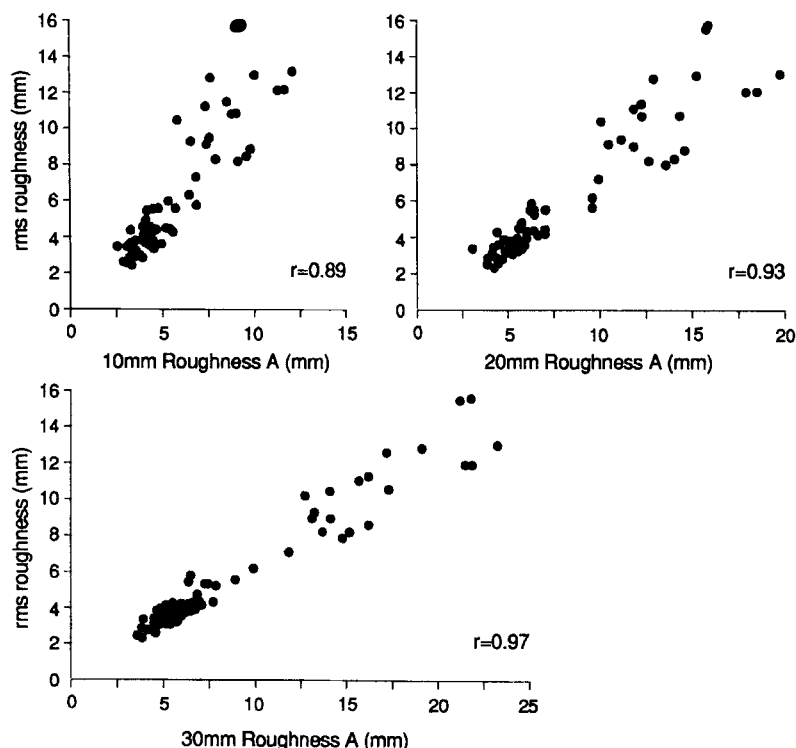 16
14
12
10
8
6
4
2
0
rms roughness (mm)
r=0.89
0 5 10 15
10mm Roughness A (mm)
16
14
12
10
8
6
4
2
0
r=0.93
0 5 10 15 20
20mm Roughness A (mm)
16
14
12
10
8
6
4
2
0
rms roughness (mm)
r=0.97
0 5 10 15 20 25
30mm Roughness A (mm)